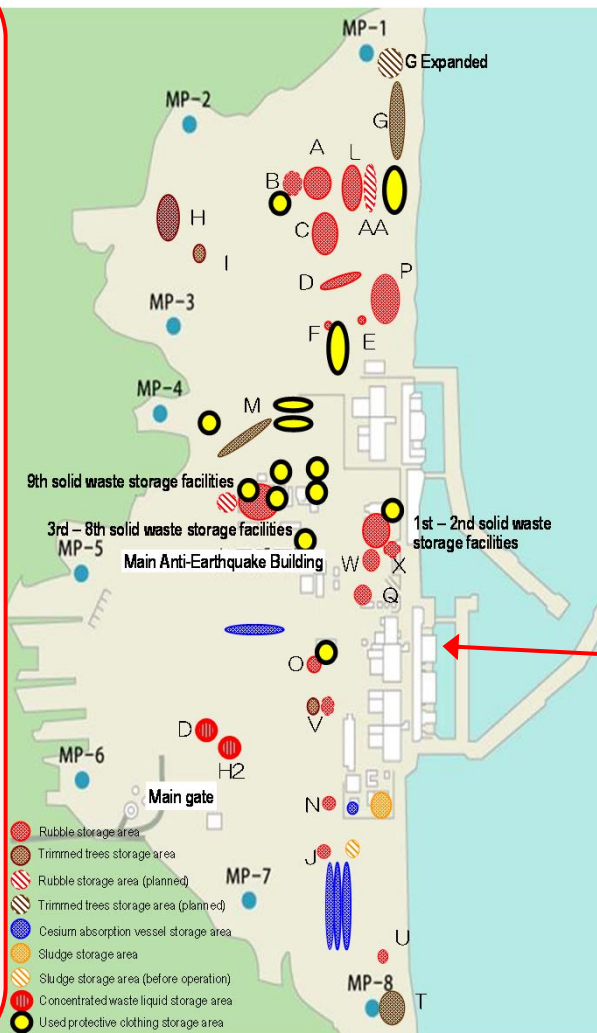 MP-1
G Expanded
MP-2
G
A
L
B
H
AA
C
I
D
P
MP-3
F
E
MP-4
M
9th solid waste storage facilities
3rd – 8th solid waste storage facilities
1st – 2nd solid waste
storage facilities
MP-5
Main Anti-Earthquake Building
W
X
Q
O
V
D
H2
MP-6
Main gate
N
Rubble storage area
J
Trimmed trees storage area
Rubble storage area (planned)
MP-7
Trimmed trees storage area (planned)
Cesium absorption vessel storage area
U
Sludge storage area
Sludge storage area (before operation)
MP-8
Concentrated waste liquid storage area
T
Used protective clothing storage area